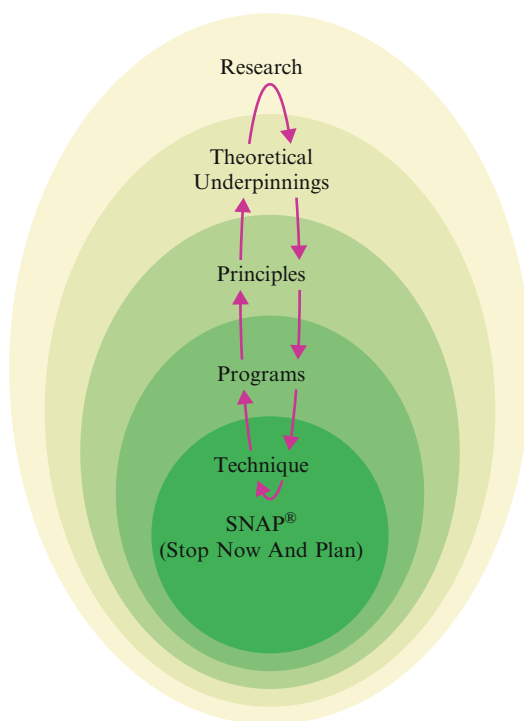 Research
Theoretical
Underpinnings
Principles
Programs
Technique
SNAP®
(Stop Now And Plan)